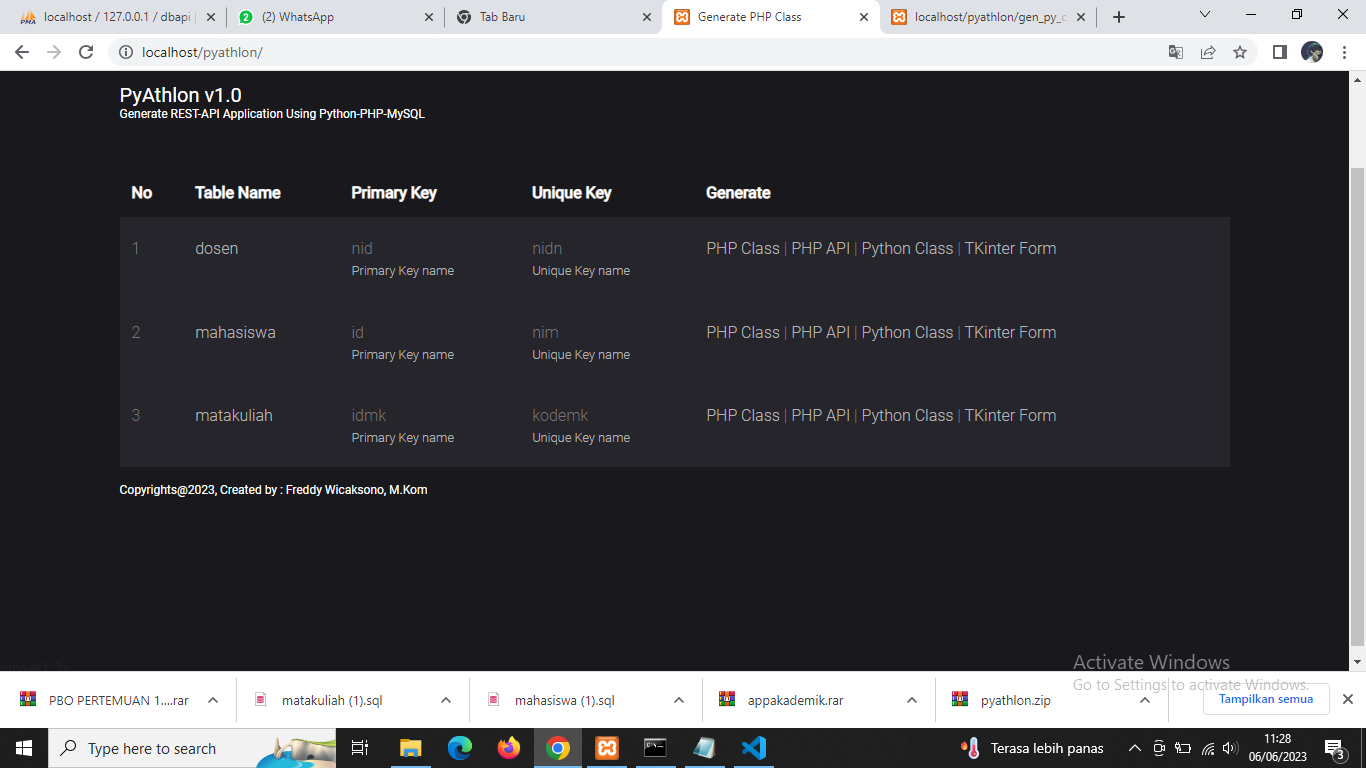 localhost / 127.0.0.1 / dbapi |
(2) WhatsApp
Tab Baru
Generate PHP Class
localhost/pyathlon/gen_py_c
localhost/pyathlon/
PyAthlon v1.0
Generate REST-API Application Using Python-PHP-MySQL
No Table Name Primary Key Unique Key Generate
1 dosen nid nidn PHP Class | PHP API | Python Class | TKinter Form
Primary Key name Unique Key name
2 mahasiswa id nim PHP Class | PHP API | Python Class | TKinter Form
Primary Key name Unique Key name
3 matakuliah idmk kodemk PHP Class | PHP API | Python Class | TKinter Form
Primary Key name Unique Key name
Copyrights@2023, Created by : Freddy Wicaksono, M.Kom
Activate Windows
Go to Settings to activate Windows.
PBO PERTEMUAN 1....rar
matakuliah (1).sql
mahasiswa (1).sql
appakademik.rar
pyathlon.zip
Tampilkan semua
Type here to search
Terasa lebih panas
11:28
06/06/2023
3